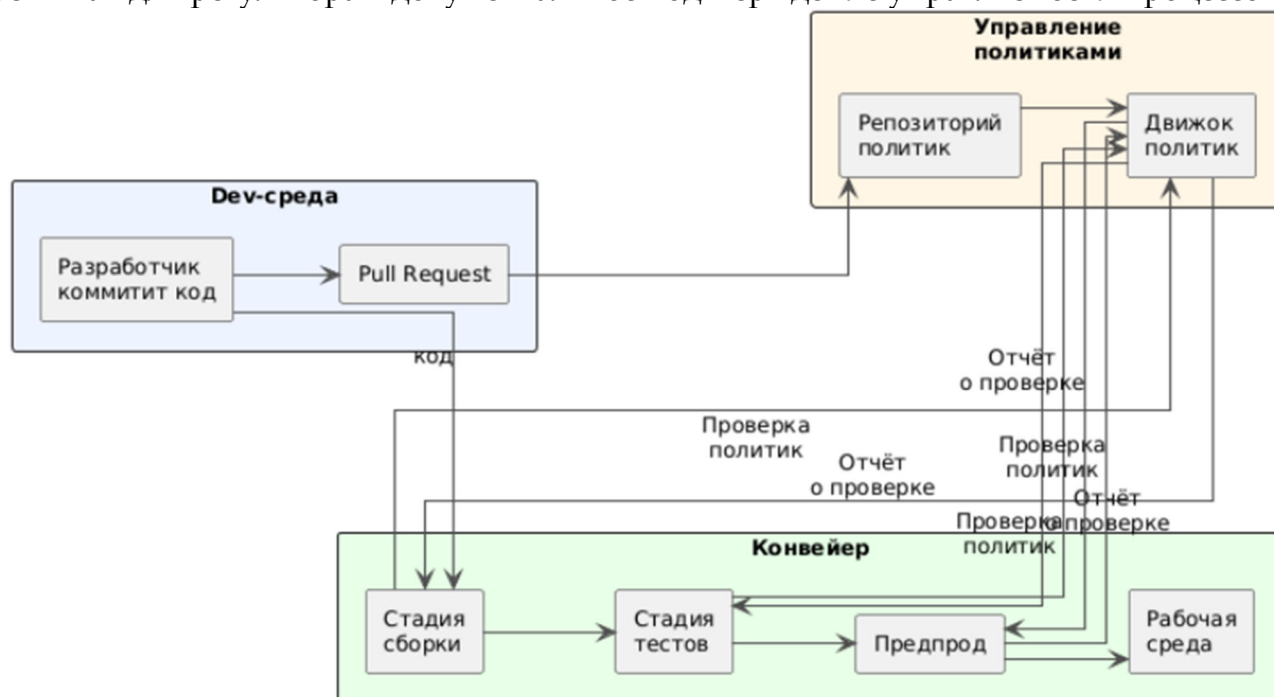 Управление
политиками
Репозиторий
политик
Движок
политик
Dev-среда
Разработчик
коммитит код
Pull Request
код
Отчёт
о проверке
Проверка
политик
Проверка
политик
Отчёт
о проверке
Отчёт
о проверке
Проверка
политик
Конвейер
Стадия
сборки
Стадия
тестов
Предпрод
Рабочая
среда